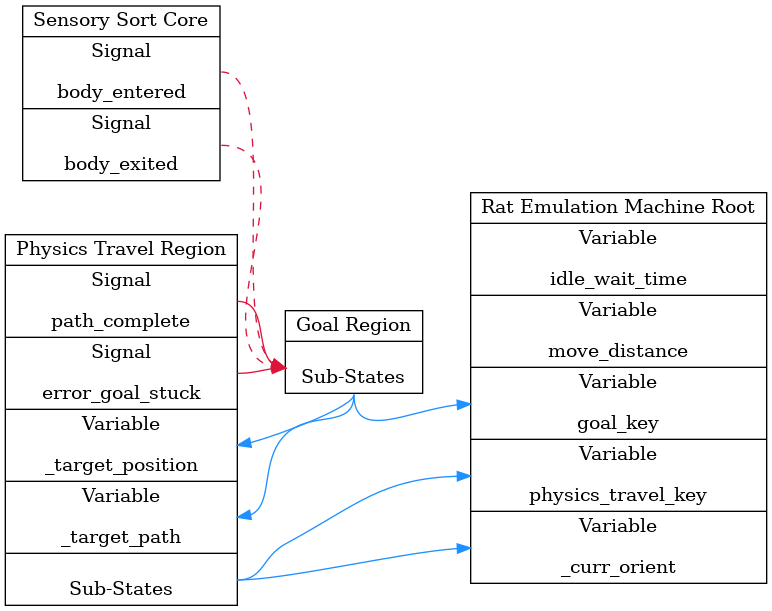 Sensory Sort Core
Signal
body_entered
Signal
body_exited
Physics Travel Region
Signal
path_complete
Signal
error_goal_stuck
Variable
_target_position
Variable
_target_path
Sub-States
Goal Region
Sub-States
Rat Emulation Machine Root
Variable
idle_wait_time
Variable
move_distance
Variable
goal_key
Variable
physics_travel_key
Variable
_curr_orient